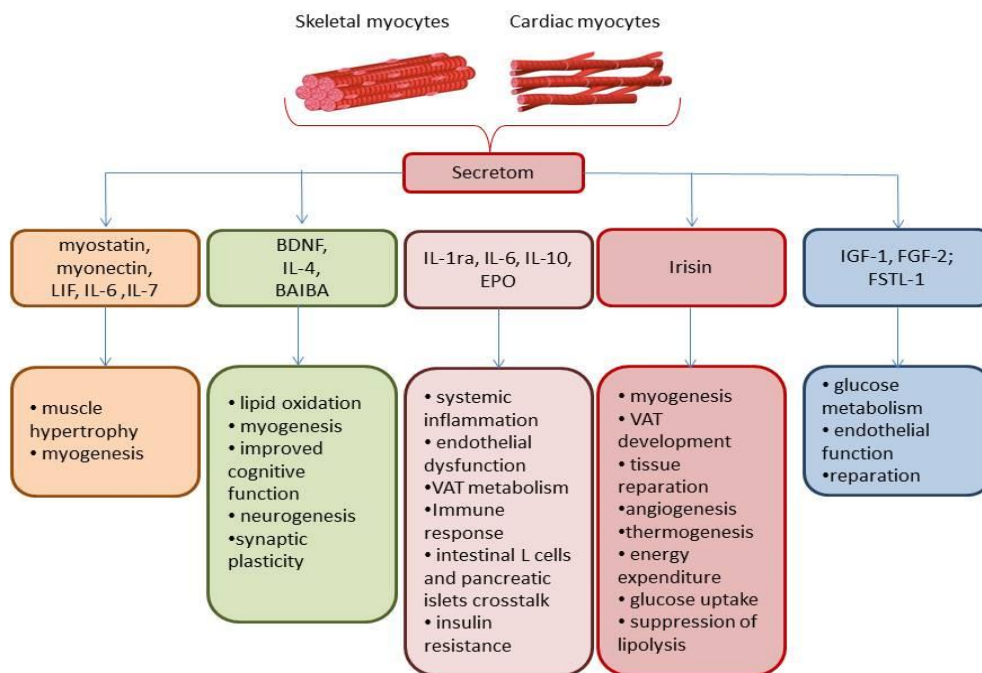 Skeletal myocytes
Cardiac myocytes
Secretom
myostatin,
myonectin,
LIF, IL-6 ,IL-7
BDNF,
IL-4,
BAIBA
IL-1ra, IL-6, IL-10,
EPO
Irisin
IGF-1, FGF-2;
FSTL-1
• muscle
hypertrophy
• myogenesis
• lipid oxidation
• myogenesis
• improved
cognitive
function
• neurogenesis
•synaptic
plasticity
• systemic
inflammation
• endothelial
dysfunction
•VAT metabolism
•Immune
response
• intestinal L cells
and pancreatic
islets crosstalk
• insulin
resistance
• myogenesis
• VAT
development
• tissue
reparation
•angiogenesis
•thermogenesis
• energy
expenditure
• glucose uptake
• suppression of
lipolysis
• glucose
metabolism
• endothelial
function
•reparation